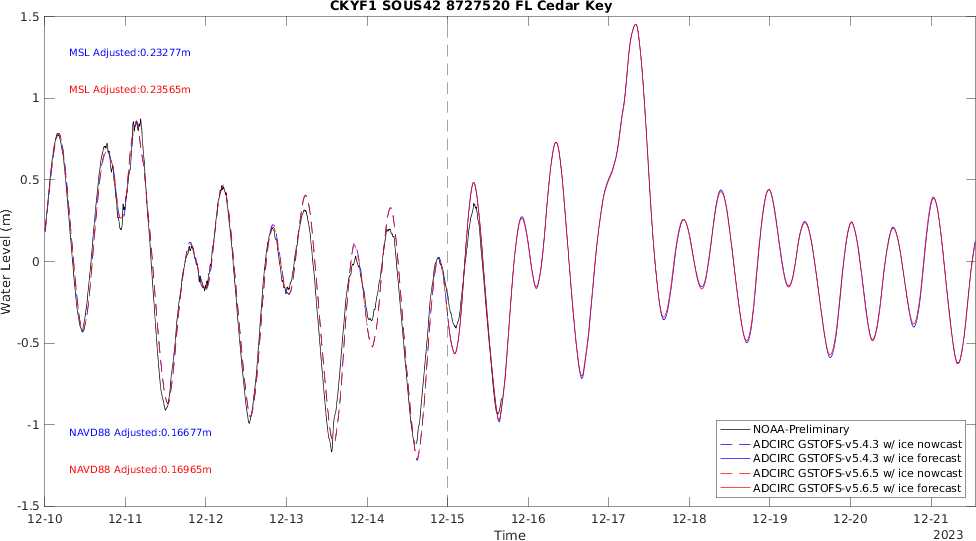 CKYF1 SOUS42 8727520 FL Cedar Key
1.5
1
0.5
0
-0.5
-1
-1.5
Water Level (m)
MSL Adjusted:0.23277m
MSL Adjusted:0.23565m
NAVD88 Adjusted:0.16677m
NAVD88 Adjusted:0.16965m
NOAA-Preliminary
ADCIRC GSTOFS-v5.4.3 w/ ice nowcast
ADCIRC GSTOFS-v5.4.3 w/ ice forecast
ADCIRC GSTOFS-v5.6.5 w/ ice nowcast
ADCIRC GSTOFS-v5.6.5 w/ ice forecast
12-10 12-11 12-12 12-13 12-14 12-15 12-16 12-17 12-18 12-19 12-20 12-21
Time
2023